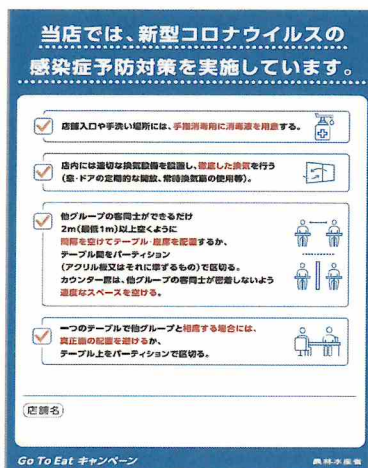 当店では、新型コロナウイルスの
感染症予防対策を実施しています。
店舗入口や手洗い場所には、手指消毒用に消毒液を用意する。
店内には適切な換気設備を設置し、徹底した換気を行う
(窓・ドアの定期的な開放、常時換気扇の使用等)。
他グループの客同士ができるだけ
2m(最低1m)以上空くように
間隔を空けてテーブル・座席を配置するか、
テーブル間をパーティション
(アクリル板又はそれに準ずるもの)で区切る。
カウンター席は、他グループの客同士が密着しないよう
適度なスペースを空ける。
一つのテーブルで他グループと相席する場合には、
真正面の配置を避けるか、
テーブル上をパーティションで区切る。
(店舗名)
Go To Eat キャンペーン
農林水産省